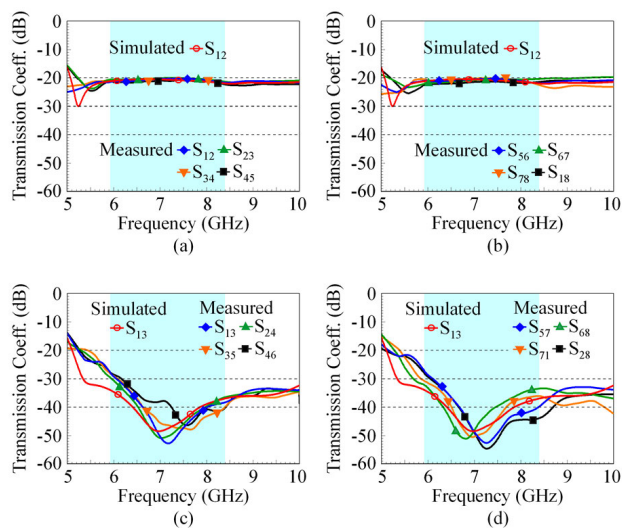 Transmission Coeff. (dB)
0
-10
-20
-30
-40
-50
-60
Simulated S12
Measured S12 S23
S34 S45
5 6 7 8 9 10
Frequency (GHz)
(a)
Transmission Coeff. (dB)
0
-10
-20
-30
-40
-50
-60
Simulated S12
Measured S56 S67
S78 S18
5 6 7 8 9 10
Frequency (GHz)
(b)
Transmission Coeff. (dB)
0
-10
-20
-30
-40
-50
-60
Simulated Measured
S13 S13 S24
S35 S46
5 6 7 8 9 10
Frequency (GHz)
(c)
Transmission Coeff. (dB)
0
-10
-20
-30
-40
-50
-60
Simulated Measured
S13 S57 S68
S71 S28
5 6 7 8 9 10
Frequency (GHz)
(d)